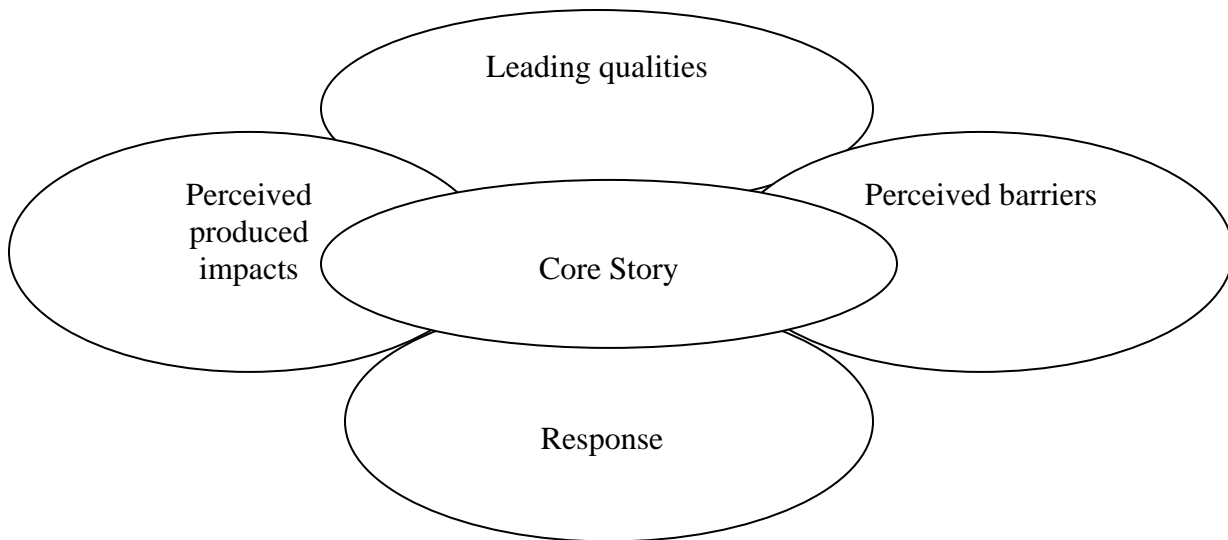 Leading qualities
Perceived
produced
impacts
Perceived barriers
Core Story
Response